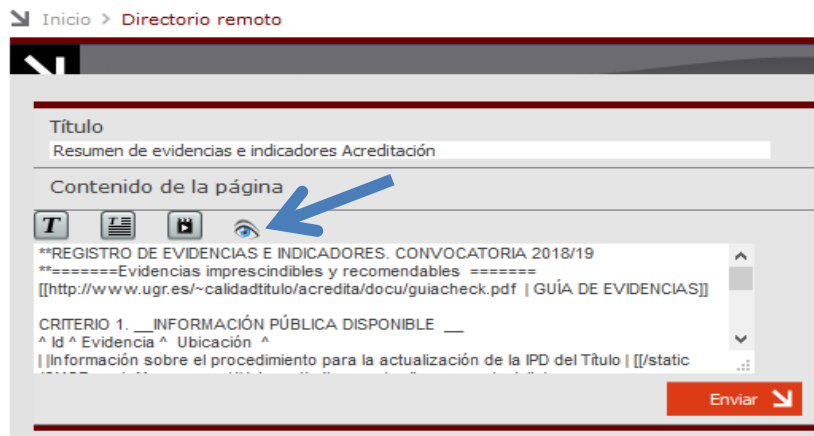 Inicio > Directorio remoto
Título
Resumen de evidencias e indicadores Acreditación
Contenido de la página
T T
**REGISTRO DE EVIDENCIAS E INDICADORES. CONVOCATORIA 2018/19
**=======Evidencias imprescindibles y recomendables =======
[[http://www.ugr.es/~calidadtitulo/acredita/docu/guiacheck.pdf | GUÍA DE EVIDENCIAS]]
CRITERIO 1. __INFORMACIÓN PÚBLICA DISPONIBLE __
^ Id ^ Evidencia ^ Ubicación ^
| |Información sobre el procedimiento para la actualización de la IPD del Título | [[/static
Enviar